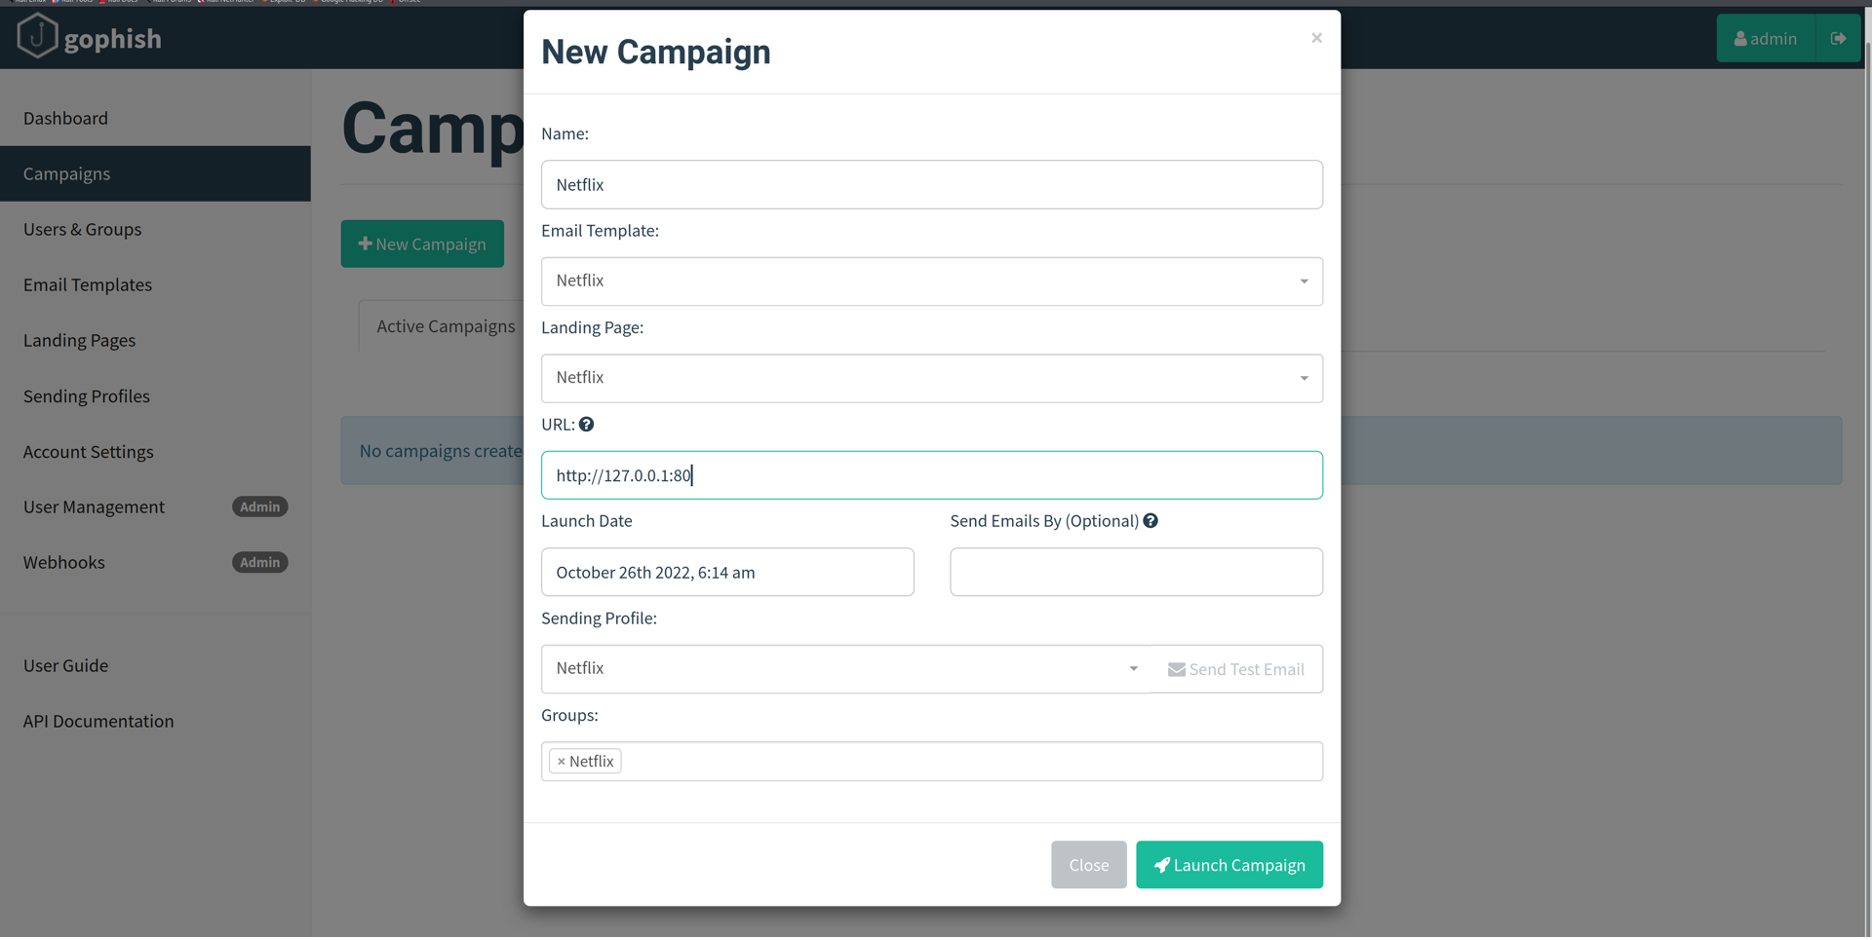 gophish
admin
Dashboard
Campaigns
Users & Groups
Email Templates
Landing Pages
Sending Profiles
Account Settings
User Management Admin
Webhooks Admin
User Guide
API Documentation
Camp
New Campaign
Active Campaigns
No campaigns create
New Campaign
×
Name:
Netflix
Email Template:
Netflix
Landing Page:
Netflix
URL: ?
http://127.0.0.1:80
Launch Date
Send Emails By (Optional) ?
October 26th 2022, 6:14 am
Sending Profile:
Netflix
Send Test Email
Groups:
× Netflix
Close
Launch Campaign